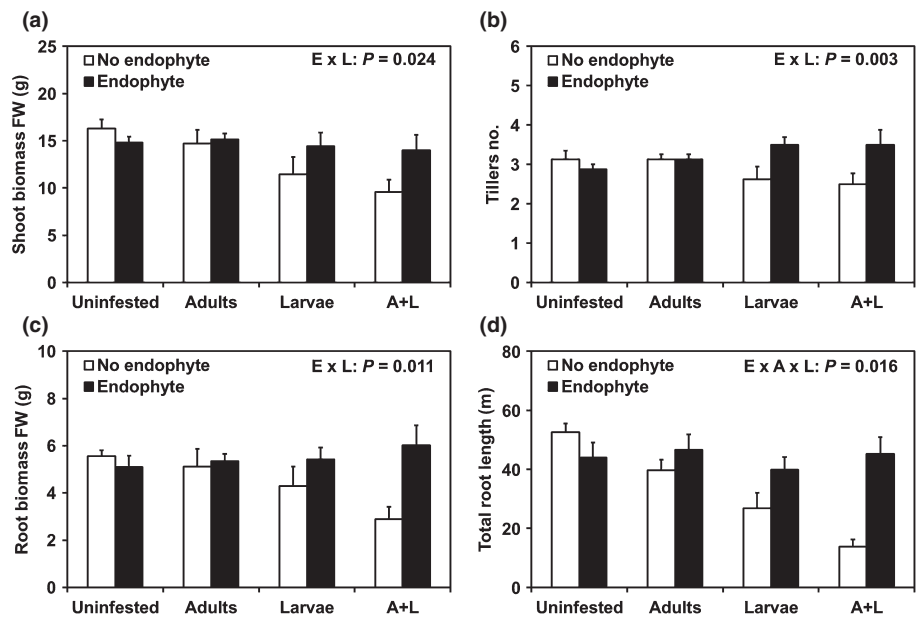 (a)
25
20
15
10
5
0
Shoot biomass FW (g)
No endophyte
Endophyte
E x L: P = 0.024
Uninfested Adults Larvae A+L
(b)
6
5
4
3
2
1
0
Tillers no.
No endophyte
Endophyte
E x L: P = 0.003
Uninfested Adults Larvae A+L
(c)
10
8
6
4
2
0
Root biomass FW (g)
No endophyte
Endophyte
E x L: P = 0.011
Uninfested Adults Larvae A+L
(d)
80
60
40
20
0
Total root length (m)
No endophyte
Endophyte
E x A x L: P = 0.016
Uninfested Adults Larvae A+L